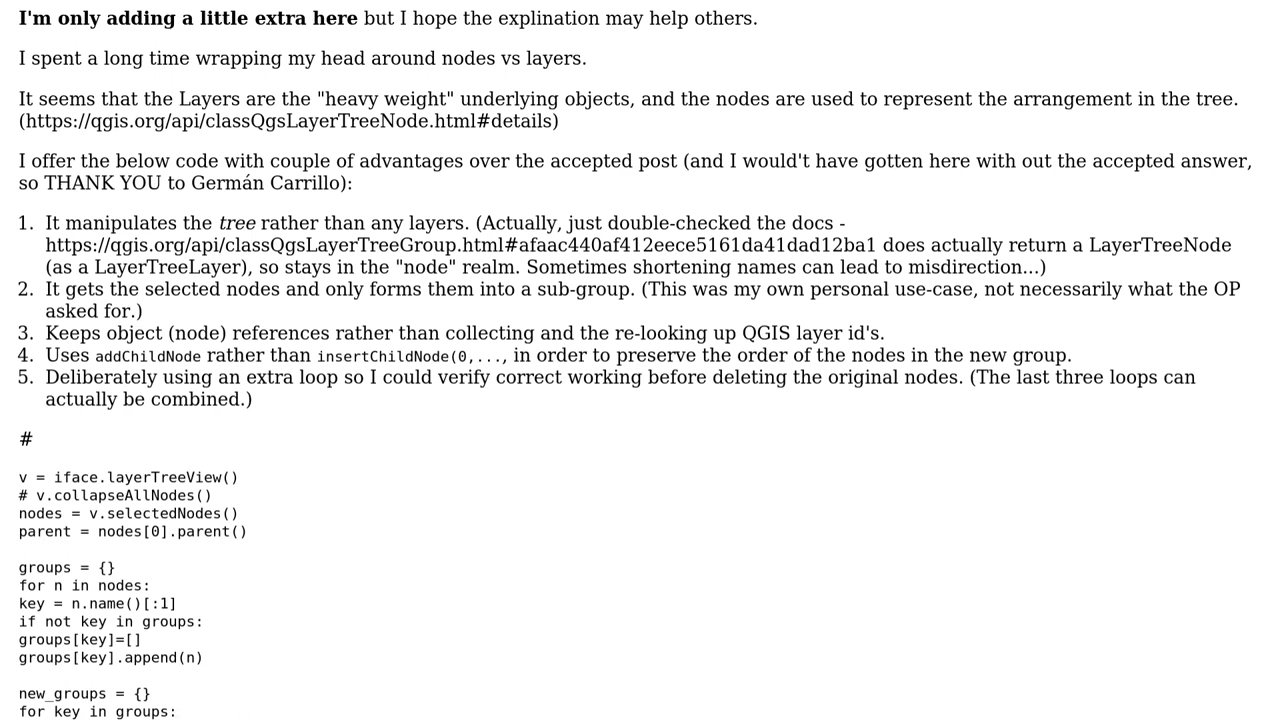 I'm only adding a little extra here but I hope the explination may help others.
I spent a long time wrapping my head around nodes vs layers.
It seems that the Layers are the "heavy weight" underlying objects, and the nodes are used to represent the arrangement in the tree.
(https://qgis.org/api/classQgsLayerTreeNode.html#details)
I offer the below code with couple of advantages over the accepted post (and I would've gotten here with out the accepted answer,
so THANK YOU to Germán Carrillo):
1. It manipulates the tree rather than any layers. (Actually, just double-checked the docs -
https://qgis.org/api/classQgsLayerTreeGroup.html#afaac440af412eece5161da41dad12ba1 does actually return a LayerTreeNode
(as a LayerTreeLayer), so stays in the "node" realm. Sometimes shortening names can lead to misdirection...)
2. It gets the selected nodes and only forms them into a sub-group. (This was my own personal use-case, not necessarily what the OP
asked for.)
3. Keeps object (node) references rather than collecting and the re-looking up QGIS layer id's.
4. Uses addChildNode rather than insertChildNode(0,..., in order to preserve the order of the nodes in the new group.
5. Deliberately using an extra loop so I could verify correct working before deleting the original nodes. (The last three loops can
actually be combined.)
#
v = iface.layerTreeView()
# v.collapseAllNodes()
nodes = v.selectedNodes()
parent = nodes[0].parent()
groups = {}
for n in nodes:
key = n.name()[:1]
if not key in groups:
groups[key]=[]
groups[key].append(n)
new_groups = {}
for key in groups: